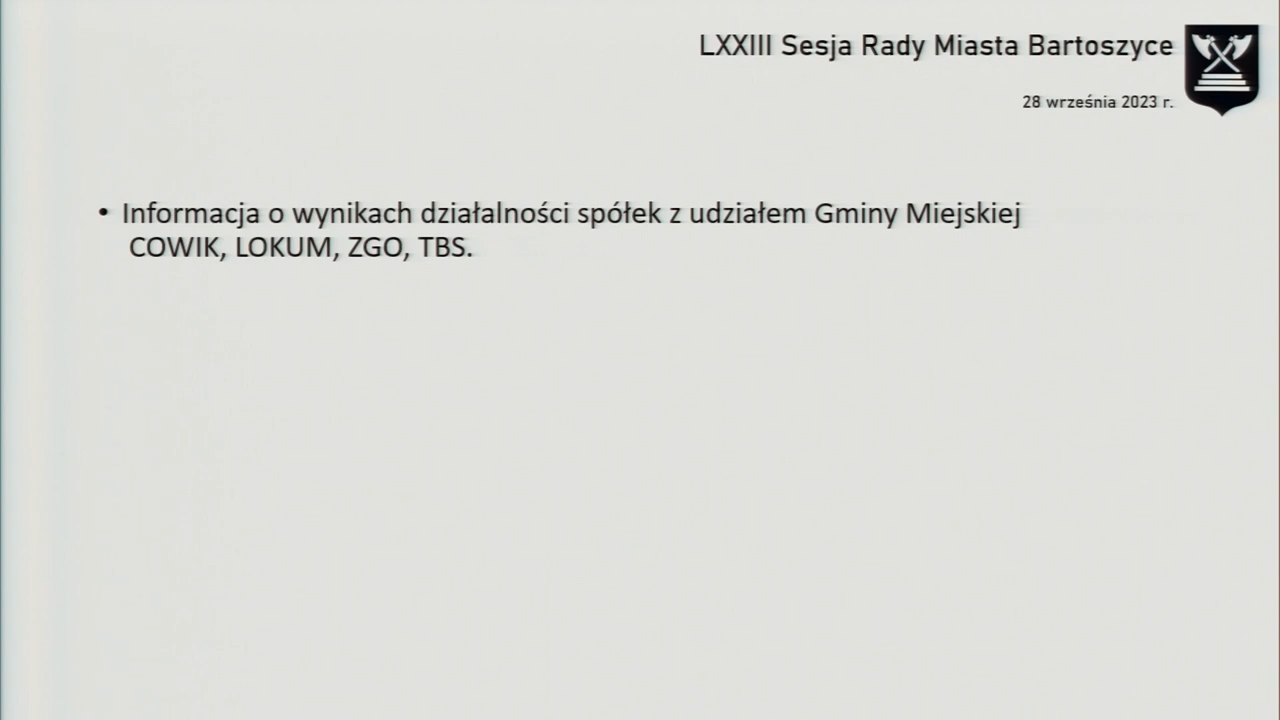 LXXIII Sesja Rady Miasta Bartoszyce
28 września 2023 r.
• Informacja o wynikach działalności spółek z udziałem Gminy Miejskiej
COWIK, LOKUM, ZGO, TBS.